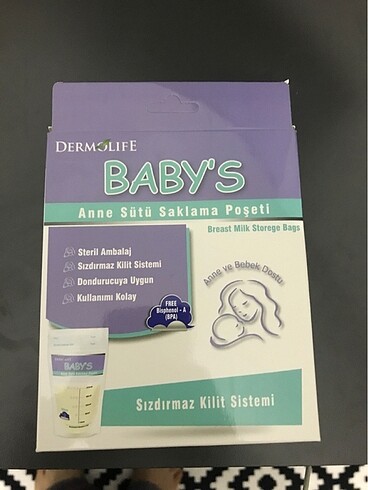 DERMOLIFE
BABY'S
Anne Sütü Saklama Poşeti
Breast Milk Storege Bags
Steril Ambalaj
Sızdırmaz Kilit Sistemi
Dondurucuya Uygun
Kullanımı Kolay
FREE
Bisphenol - A
(BPA)
Anne ve Bebek Dostu
BABY'S
Sızdırmaz Kilit Sistemi